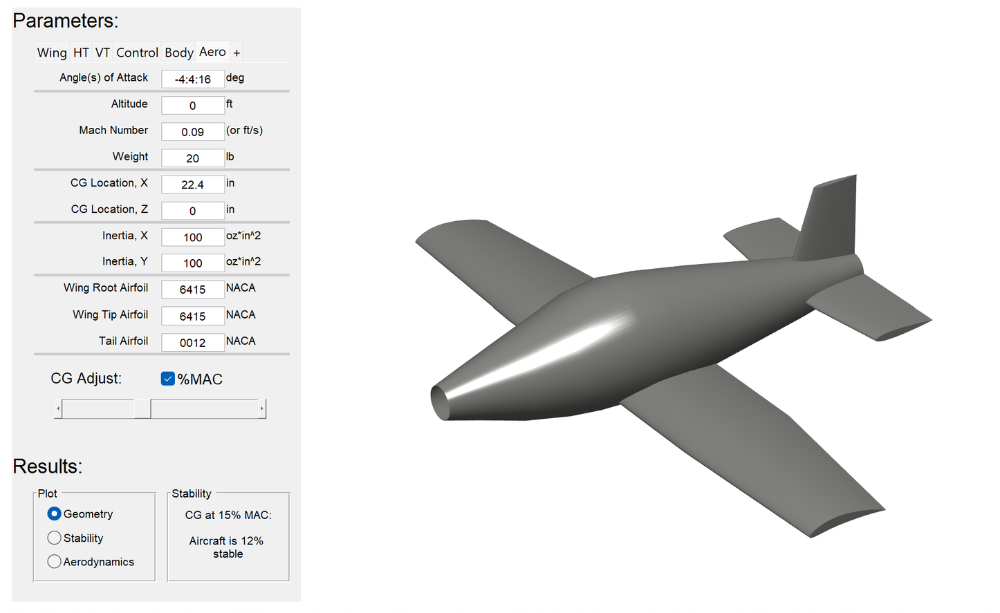 Parameters:
Wing HT VT Control Body Aero +
Angle(s) of Attack -4:4:16 deg
Altitude 0 ft
Mach Number 0.09 (or ft/s)
Weight 20 lb
CG Location, X 22.4 in
CG Location, Z 0 in
Inertia, X 100 oz*in^2
Inertia, Y 100 oz*in^2
Wing Root Airfoil 6415 NACA
Wing Tip Airfoil 6415 NACA
Tail Airfoil 0012 NACA
CG Adjust: %MAC
Results:
Plot
Geometry
Stability
Aerodynamics
Stability
CG at 15% MAC:
Aircraft is 12%
stable